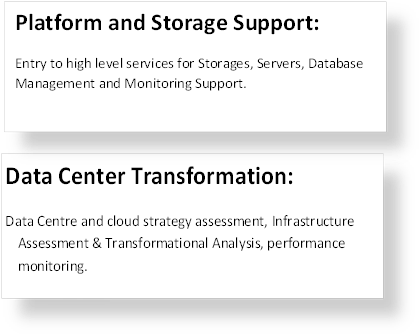 Platform and Storage Support:
Entry to high level services for Storages, Servers, Database
Management and Monitoring Support.
Data Center Transformation:
Data Centre and cloud strategy assessment, Infrastructure
Assessment & Transformational Analysis, performance
monitoring.